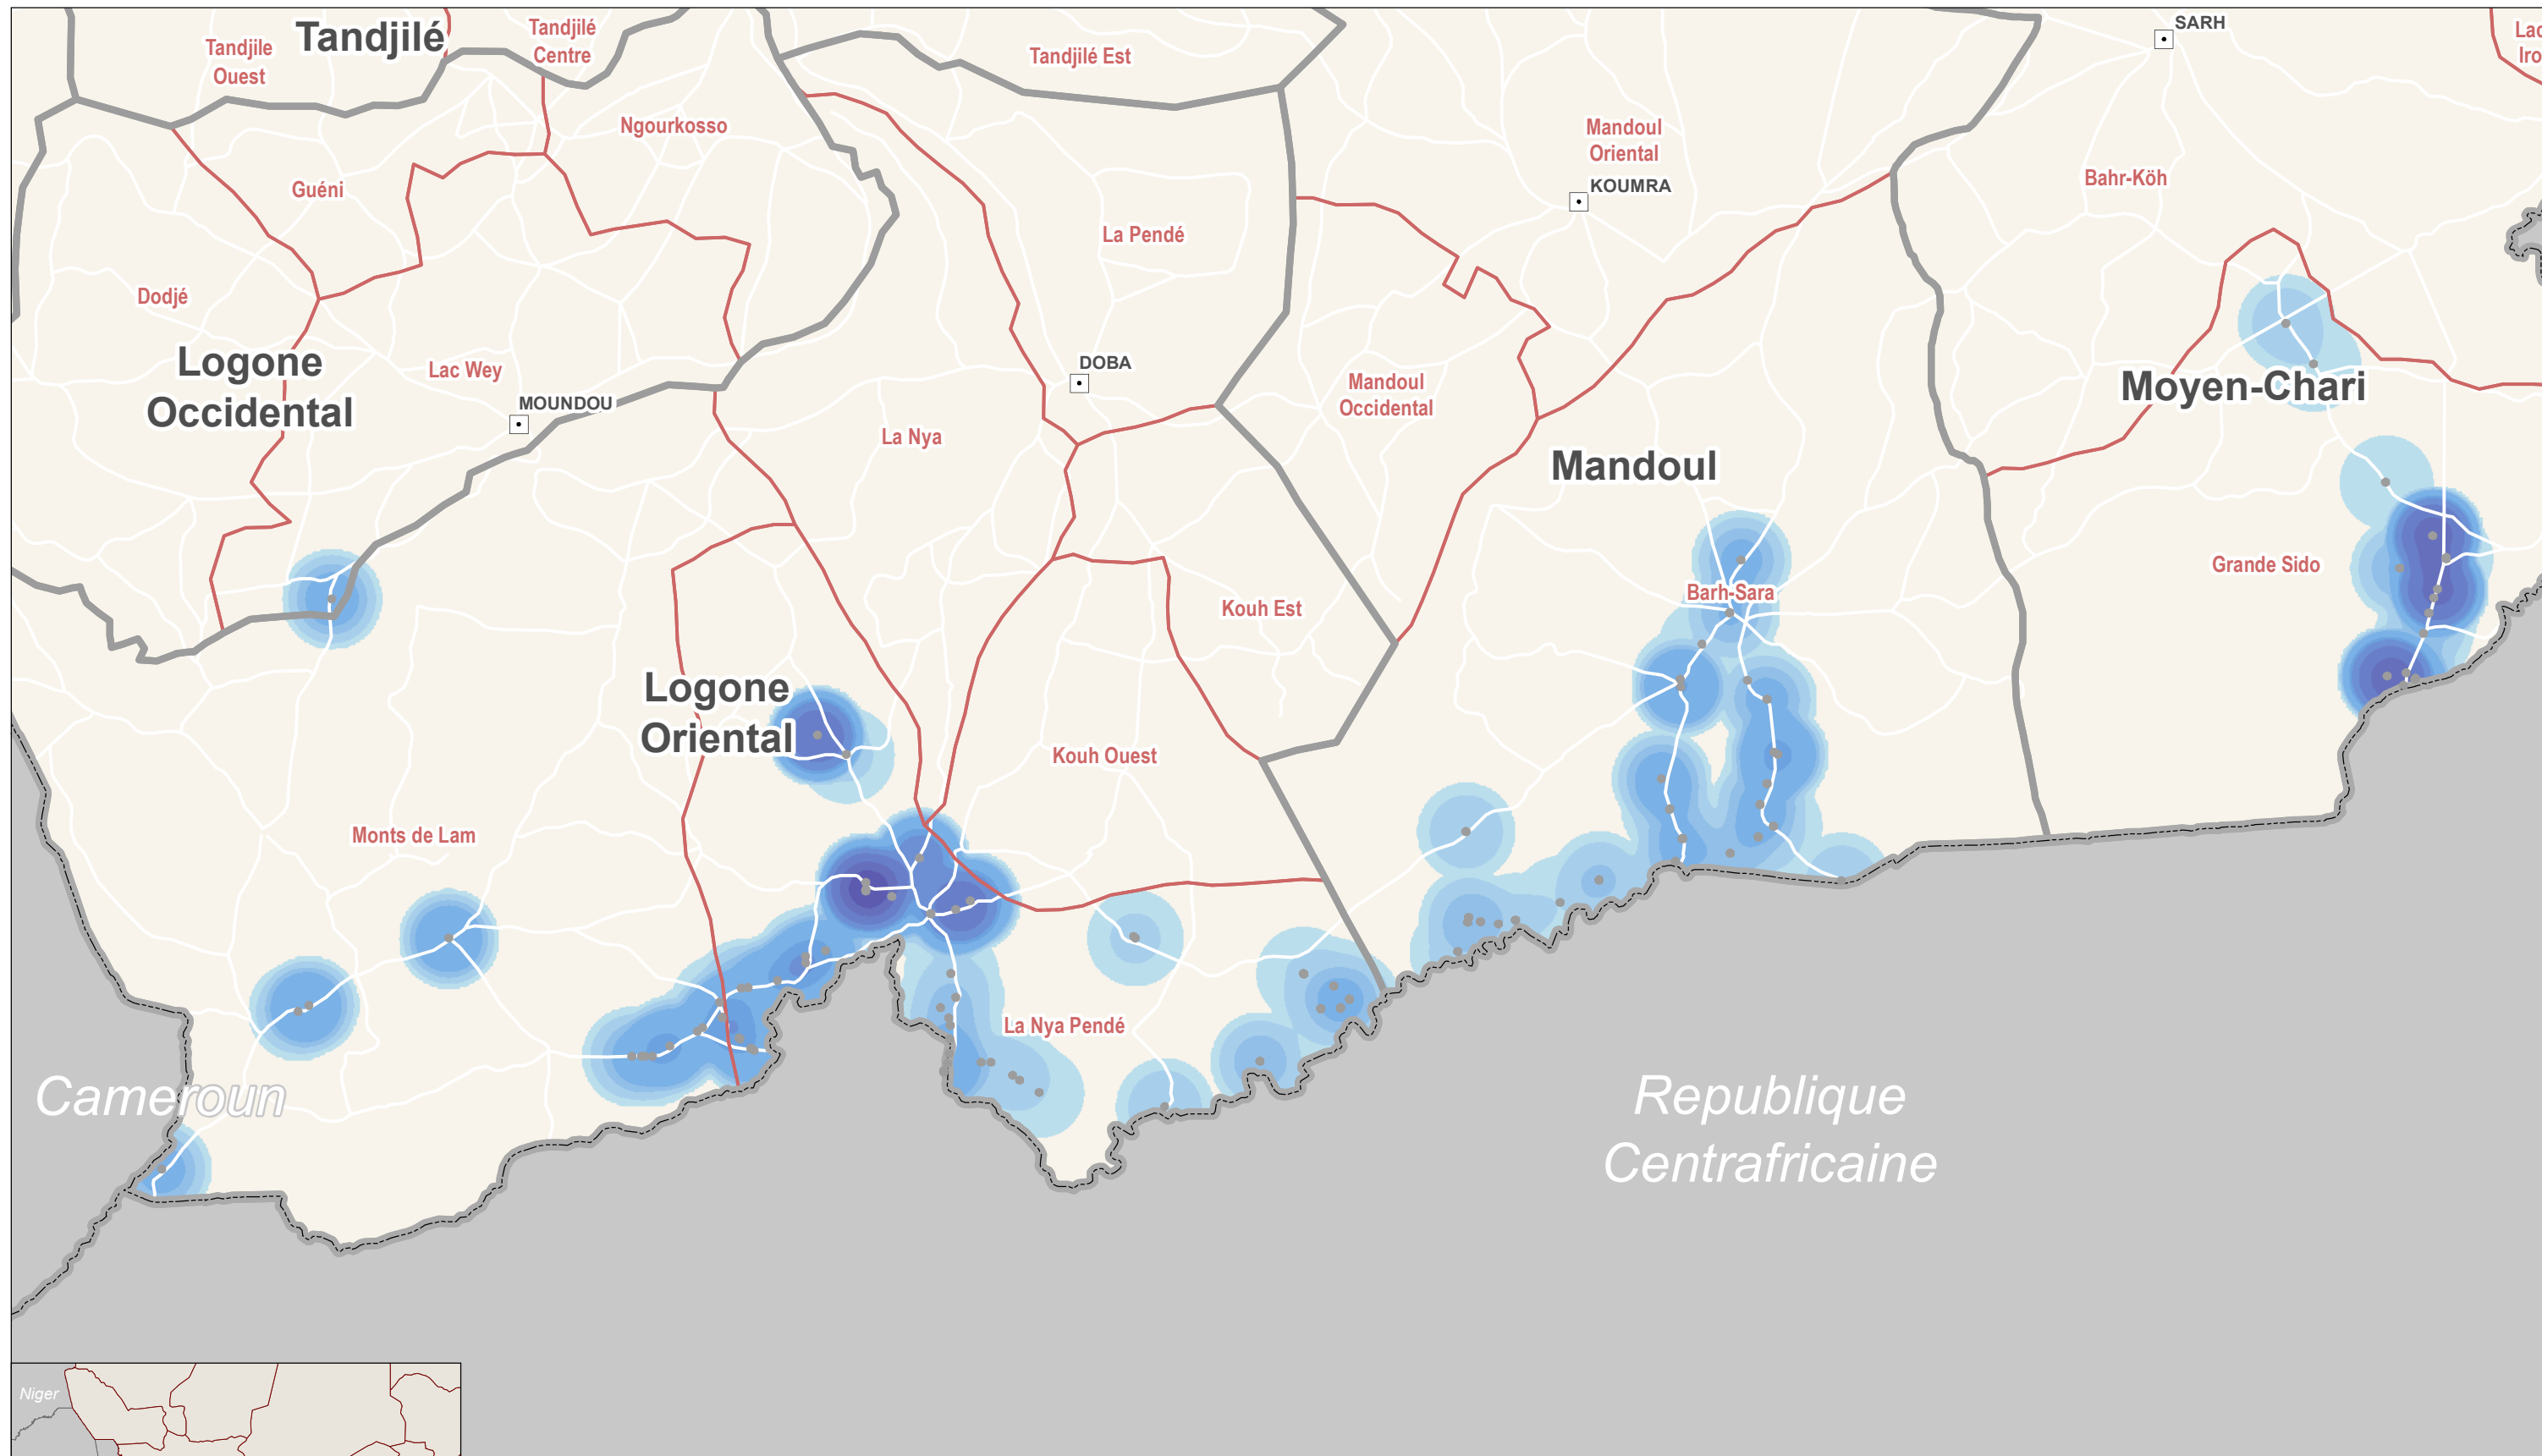 Tandjile
Ouest
Tandjilé
Tandjilé
Centre
Tandjilé Est
SARH
Lac
Iro
Ngourkosso
Mandoul
Oriental
KOUMRA
Bahr-Köh
Guéni
La Pendé
Dodjé
Logone
Occidental
Lac Wey
MOUNDOU
DOBA
Mandoul
Occidental
Moyen-Chari
La Nya
Mandoul
Grande Sido
Barh-Sara
Kouh Est
Logone
Oriental
Kouh Ouest
Monts de Lam
La Nya Pendé
Cameroun
Republique
Centrafricaine
Niger